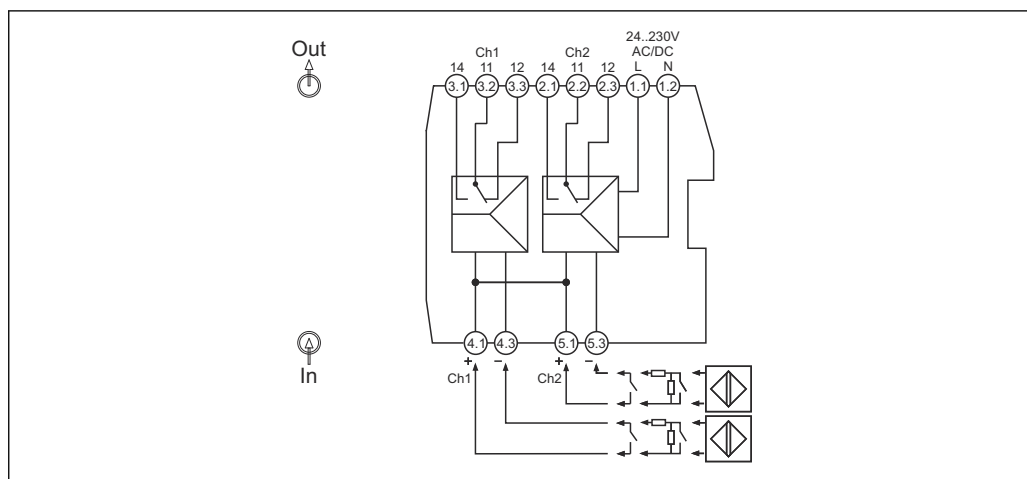 Out
24..230V
Ch1 Ch2 AC/DC
14 11 12 14 11 12 L N
3.1 3.2 3.3 2.1 2.2 2.3 1.1 1.2
4.1 4.3 5.1 5.3
+ – + –
In Ch1 Ch2